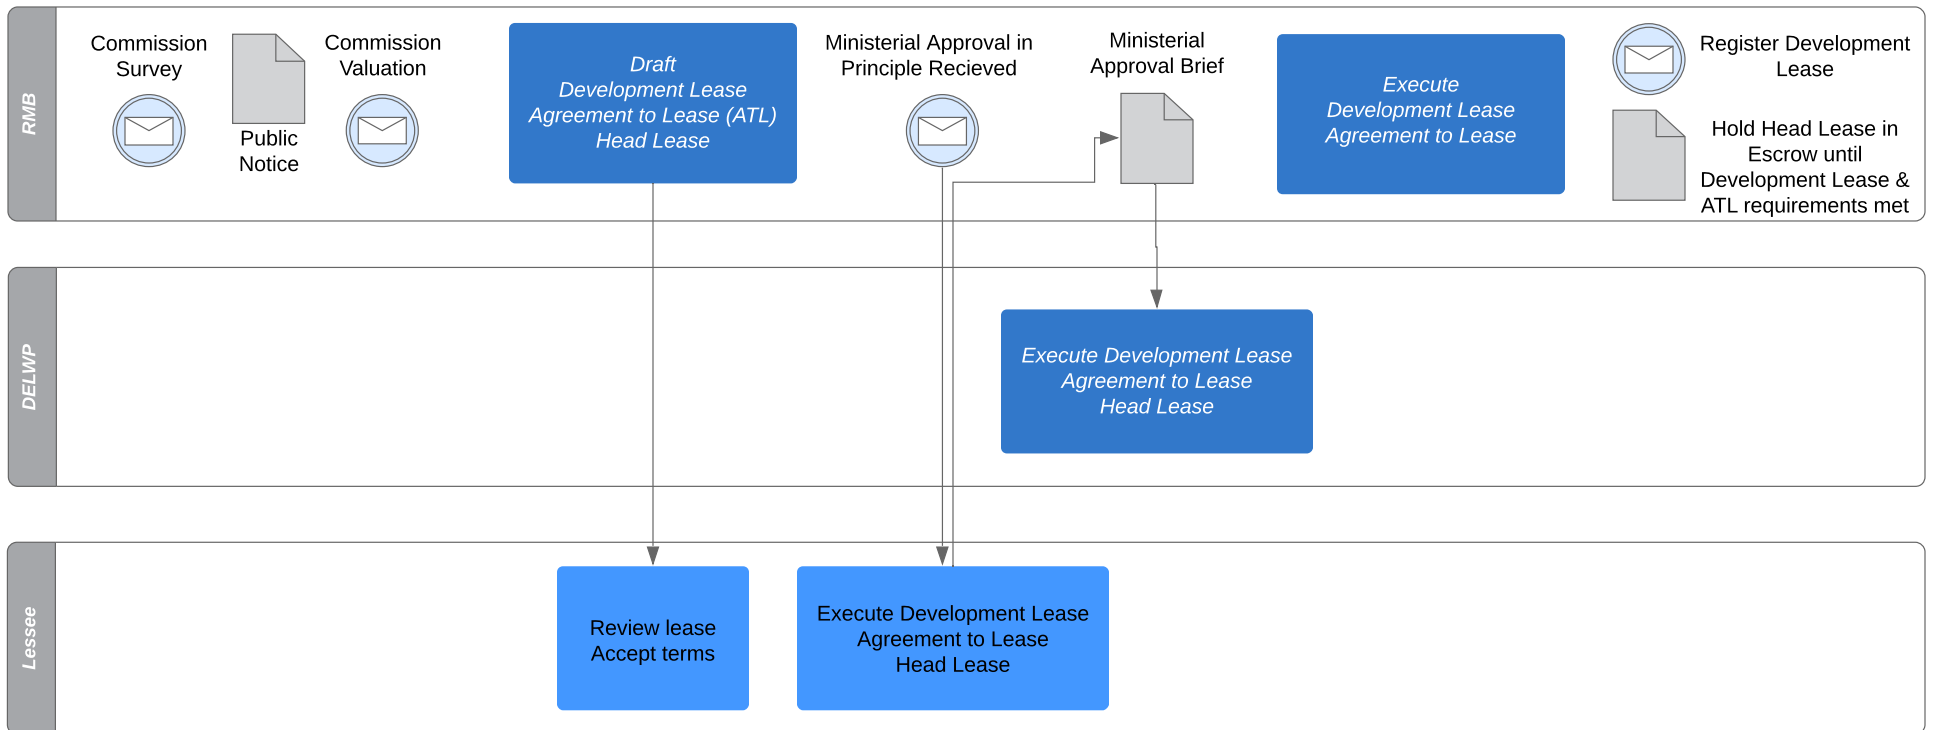 RMB
Commission
Survey
Public
Notice
Commission
Valuation
Draft
Development Lease
Agreement to Lease (ATL)
Head Lease
Ministerial Approval in
Principle Recieved
Ministerial
Approval Brief
Execute
Development Lease
Agreement to Lease
Register Development
Lease
Hold Head Lease in
Escrow until
Development Lease &
ATL requirements met
DELWP
Execute Development Lease
Agreement to Lease
Head Lease
Lessee
Review lease
Accept terms
Execute Development Lease
Agreement to Lease
Head Lease